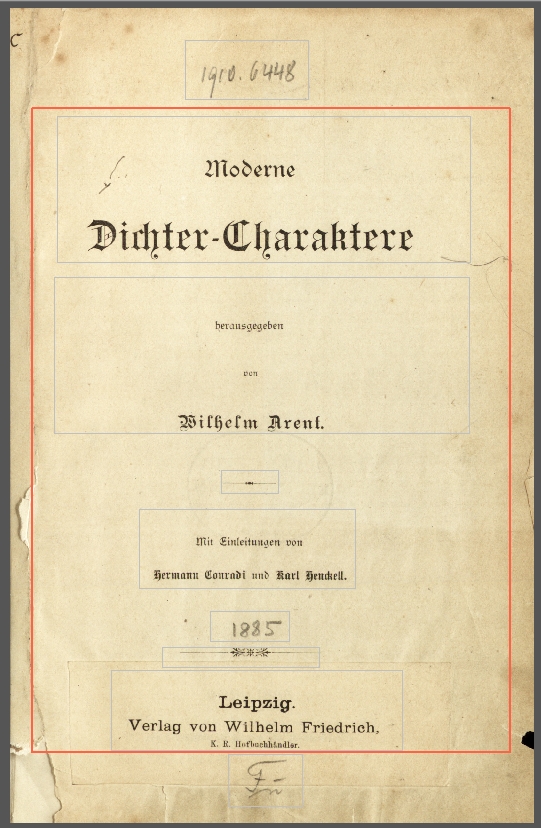 1910. 6448
Moderne
Dichter-Charaktere
herausgegeben
von
Wilhelm Arent.
Mit Einleitungen von
Hermann Conradi und Karl Henckell.
1885
Leipzig.
Verlag von Wilhelm Friedrich,
K. R. Hofbuchhändler.